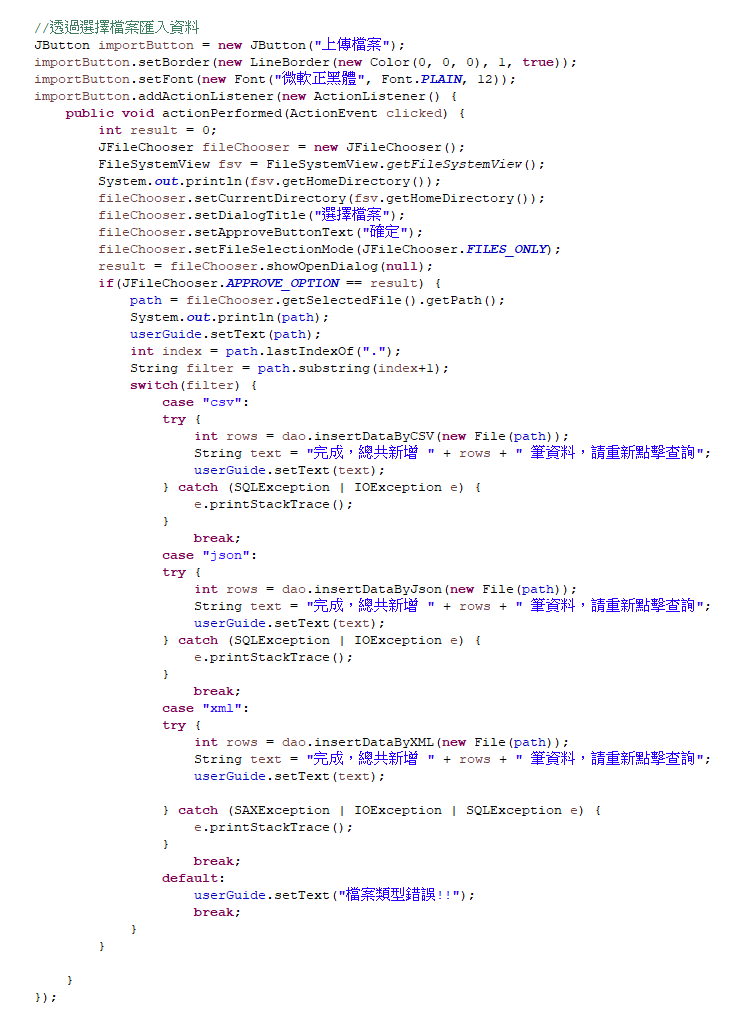 //透過選擇檔案匯入資料
JButton importButton = new JButton("上傳檔案");
importButton.setBorder(new LineBorder(new Color(0, 0, 0), 1, true));
importButton.setFont(new Font("微軟正黑體", Font.PLAIN, 12));
importButton.addActionListener(new ActionListener() {
    public void actionPerformed(ActionEvent clicked) {
        int result = 0;
        JFileChooser fileChooser = new JFileChooser();
        FileSystemView fsv = FileSystemView.getFileSystemView();
        System.out.println(fsv.getHomeDirectory());
        fileChooser.setCurrentDirectory(fsv.getHomeDirectory());
        fileChooser.setDialogTitle("選擇檔案");
        fileChooser.setApproveButtonText("確定");
        fileChooser.setFileSelectionMode(JFileChooser.FILES_ONLY);
        result = fileChooser.showOpenDialog(null);
        if(JFileChooser.APPROVE_OPTION == result) {
            path = fileChooser.getSelectedFile().getPath();
            System.out.println(path);
            userGuide.setText(path);
            int index = path.lastIndexOf(".");
            String filter = path.substring(index+1);
            switch(filter) {
                case "csv":
                try {
                    int rows = dao.insertDataByCSV(new File(path));
                    String text = "完成，總共新增 " + rows + " 筆資料，請重新點擊查詢";
                    userGuide.setText(text);
                } catch (SQLException | IOException e) {
                    e.printStackTrace();
                }
                    break;
                case "json":
                try {
                    int rows = dao.insertDataByJson(new File(path));
                    String text = "完成，總共新增 " + rows + " 筆資料，請重新點擊查詢";
                    userGuide.setText(text);
                } catch (SQLException | IOException e) {
                    e.printStackTrace();
                }
                    break;
                case "xml":
                try {
                    int rows = dao.insertDataByXML(new File(path));
                    String text = "完成，總共新增 " + rows + " 筆資料，請重新點擊查詢";
                    userGuide.setText(text);

                } catch (SAXException | IOException | SQLException e) {
                    e.printStackTrace();
                }
                    break;
                default:
                    userGuide.setText("檔案類型錯誤!!");
                    break;
            }
        }

    }
});